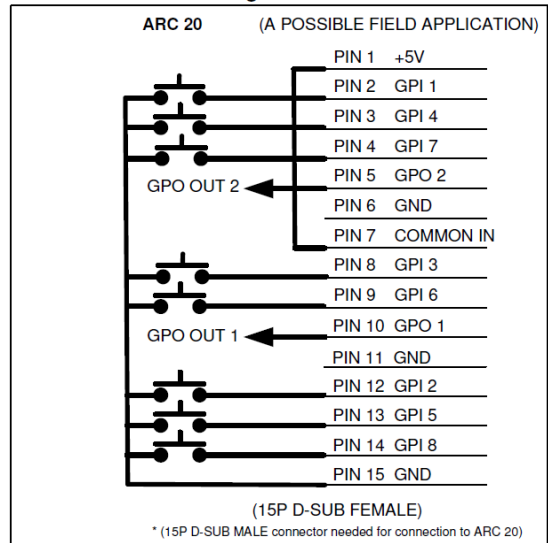 ARC 20 (A POSSIBLE FIELD APPLICATION)
PIN 1 +5V
PIN 2 GPI 1
PIN 3 GPI 4
PIN 4 GPI 7
GPO OUT 2 PIN 5 GPO 2
PIN 6 GND
PIN 7 COMMON IN
PIN 8 GPI 3
PIN 9 GPI 6
GPO OUT 1 PIN 10 GPO 1
PIN 11 GND
PIN 12 GPI 2
PIN 13 GPI 5
PIN 14 GPI 8
PIN 15 GND
(15P D-SUB FEMALE)
* (15P D-SUB MALE connector needed for connection to ARC 20)